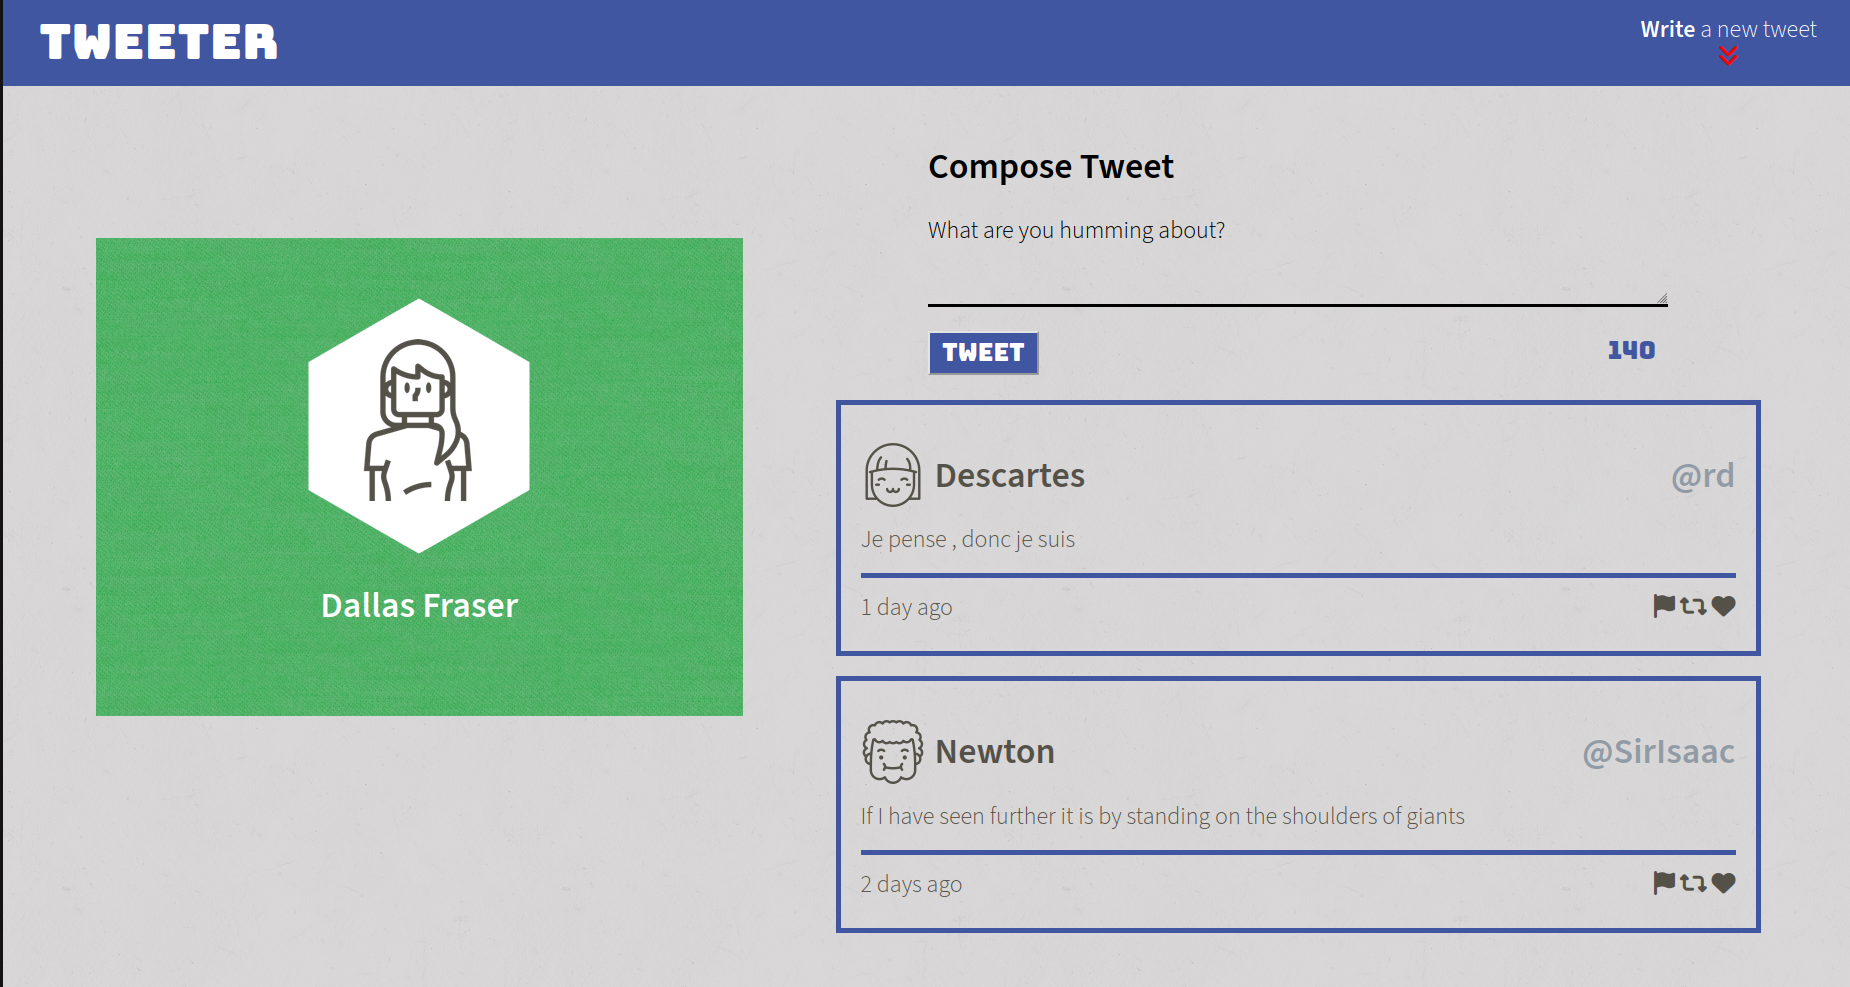 TWEETER
Write a new tweet
Dallas Fraser
Compose Tweet
What are you humming about?
TWEET
140
Descartes
@rd
Je pense , donc je suis
1 day ago
Newton
@SirIsaac
If I have seen further it is by standing on the shoulders of giants
2 days ago